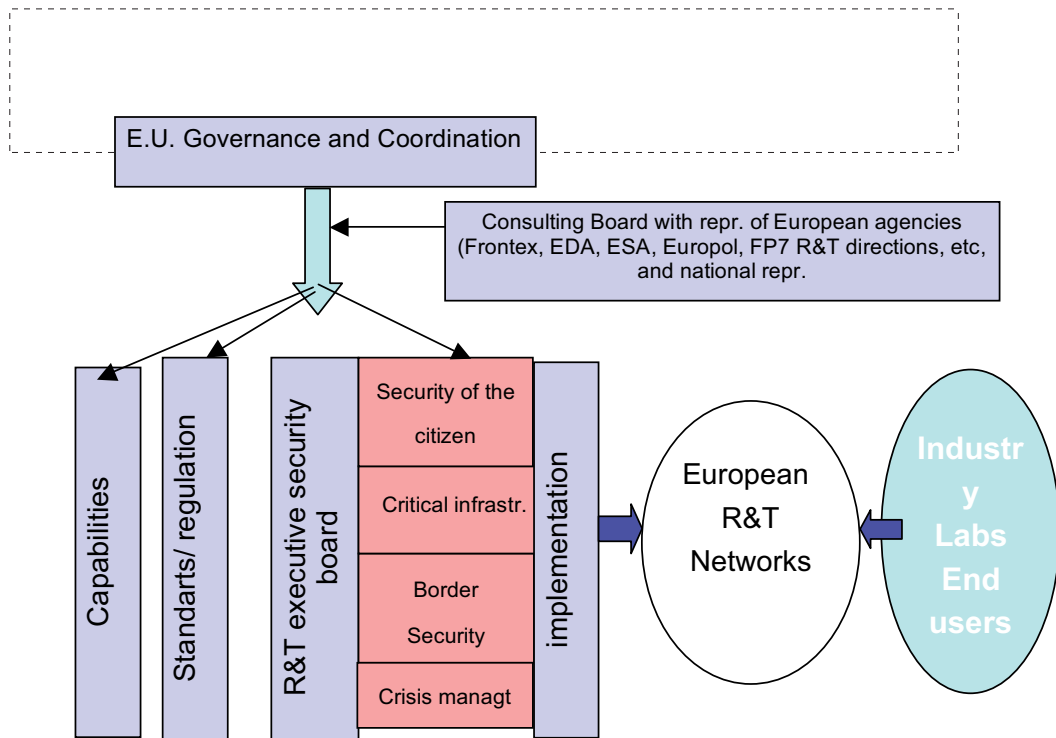 E.U. Governance and Coordination
Consulting Board with repr. of European agencies
(Frontex, EDA, ESA, Europol, FP7 R&T directions, etc,
and national repr.
Capabilities
Standarts/ regulation
R&T executive security
board
Security of the
citizen
Critical infrastr.
Border
Security
Crisis managt
implementation
European
R&T
Networks
Industr
y
Labs
End
users